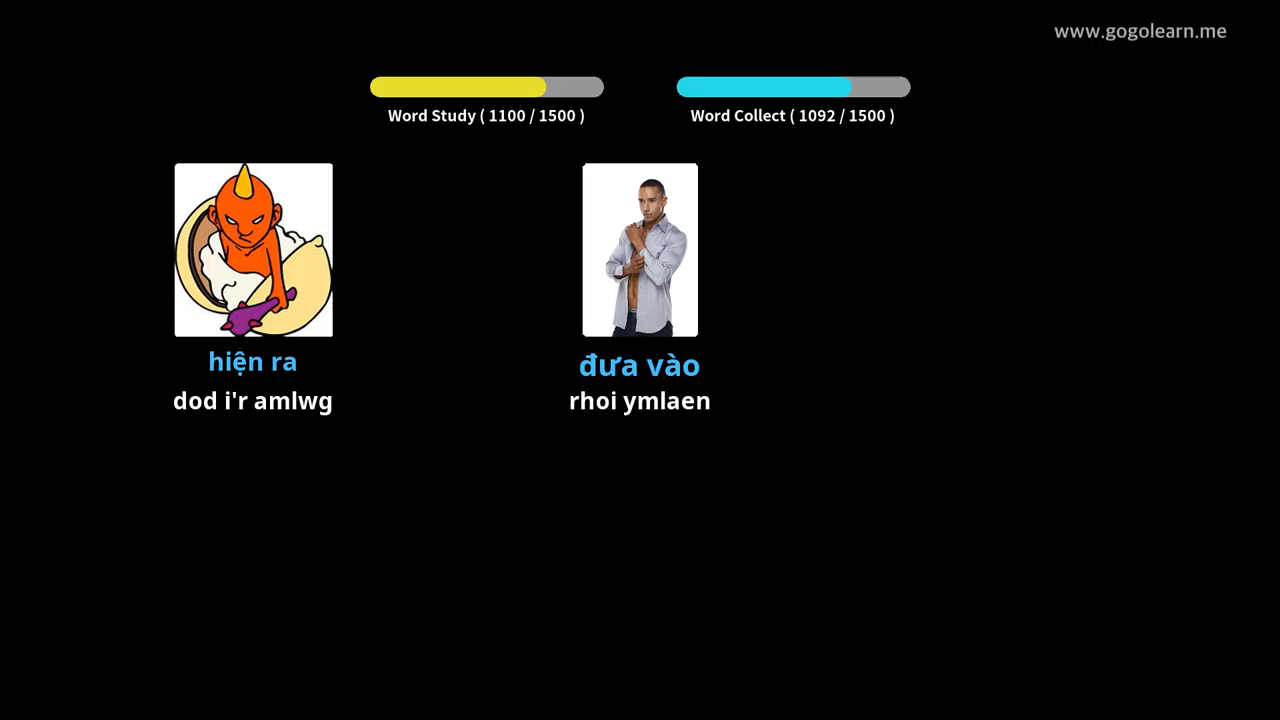 www.gogolearn.me
Word Study ( 1100 / 1500 )
Word Collect ( 1092 / 1500 )
hiện ra
dod i'r amlwg
đưa vào
rhoi ymlaen